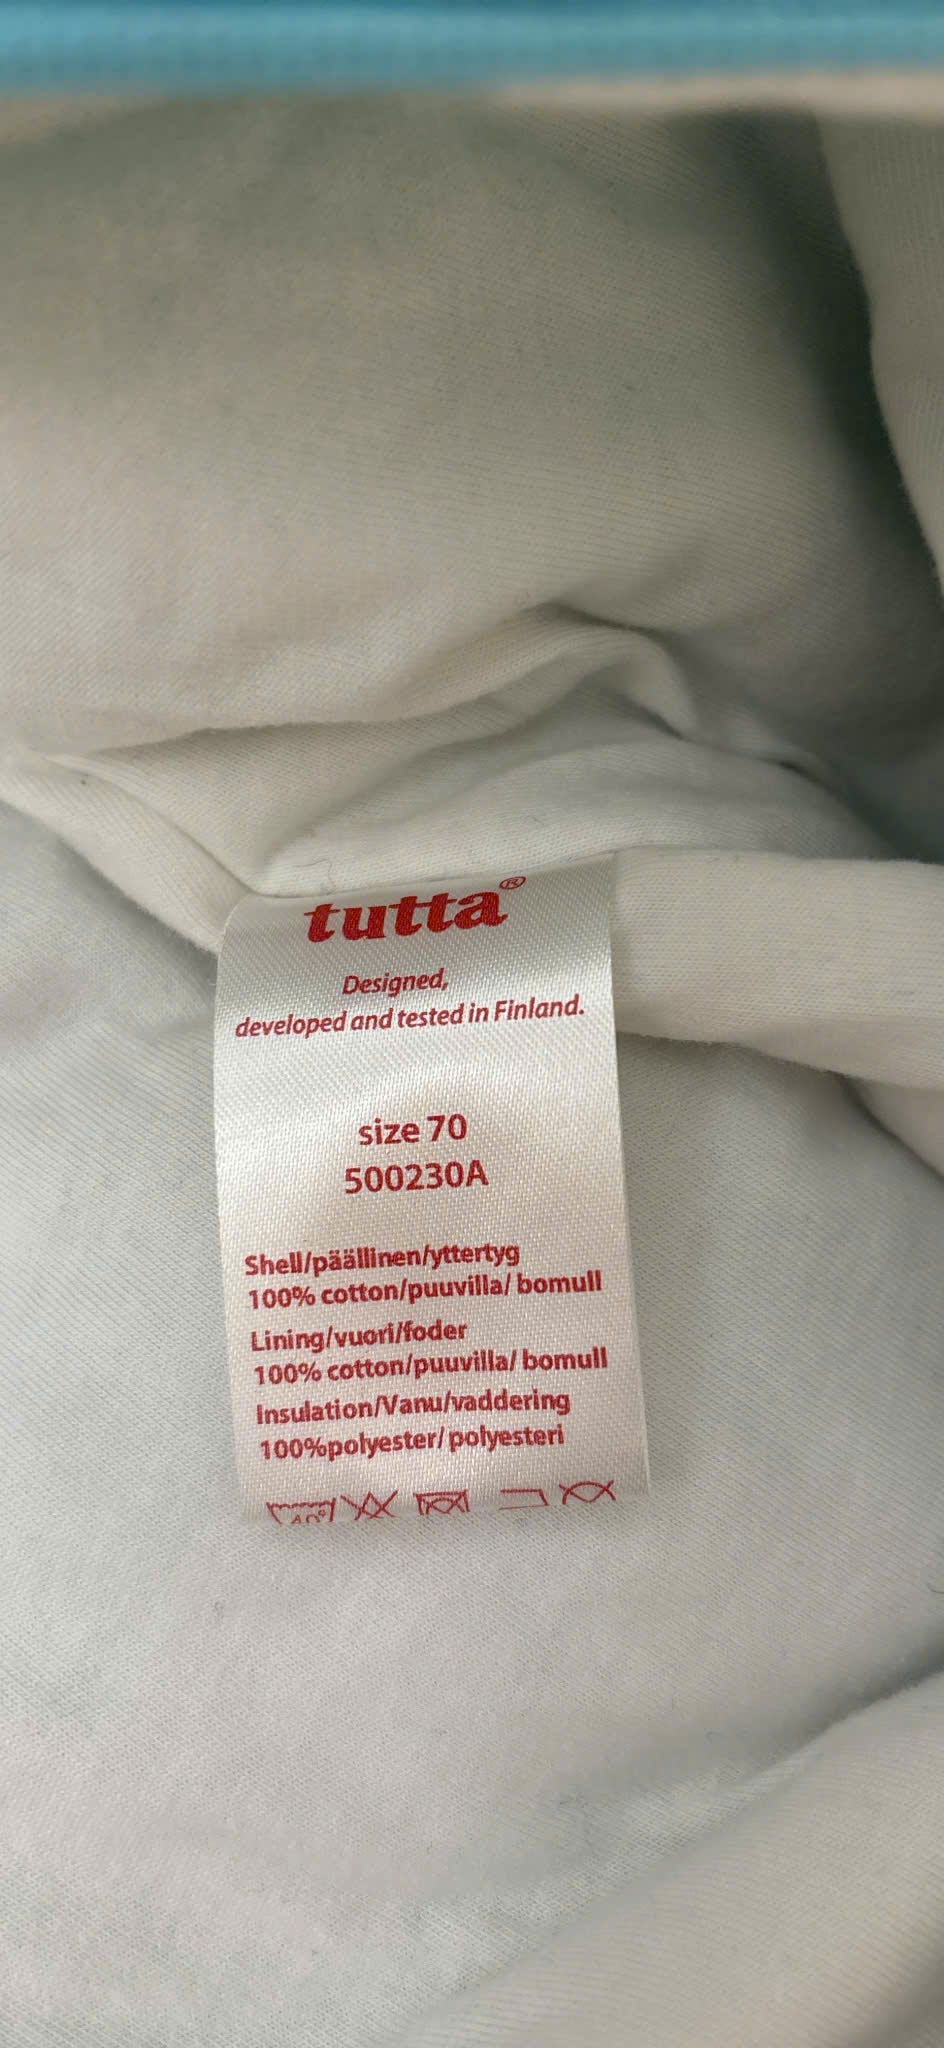 tutta®
Designed,
developed and tested in Finland.
size 70
500230A
Shell/päällinen/yttertyg
100% cotton/puuvilla/ bomull
Lining/vuori/foder
100% cotton/puuvilla/ bomull
Insulation/Vanu/vaddering
100%polyester/ polyesteri
40°